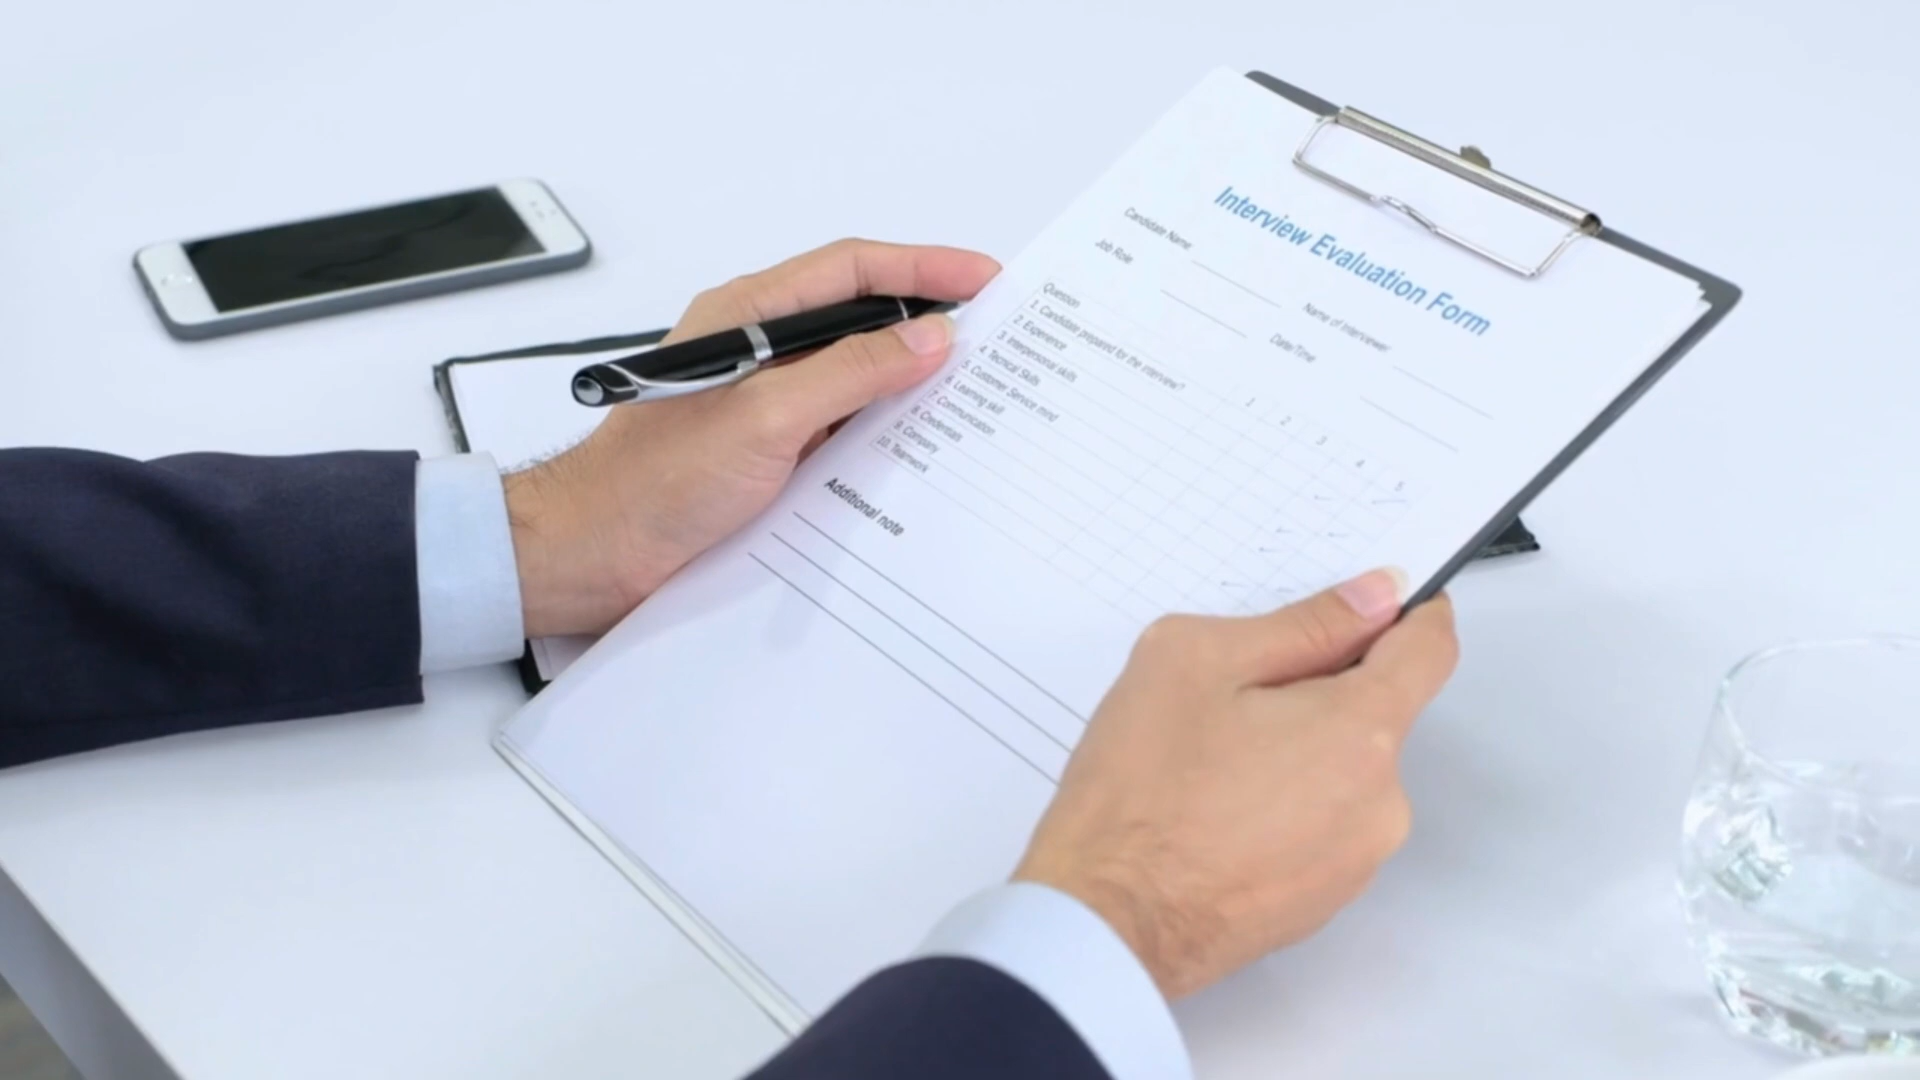 Interview Evaluation Form
Candidate Name Name of Interviewer
Job Role Date/Time
Question 1 2 3 4 5
1. Candidate prepared for the interview?
2. Experience
3. Interpersonal skills
4. Tecnical Skills
5. Customer Service mind
6. Learning skill
7. Communication
8. Credentials
9. Company
10. Teamwork
Additional note